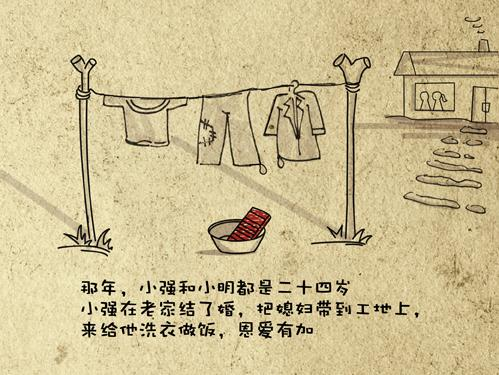 那年，小强和小明都是二十四岁
小强在老家结了婚，把媳妇带到工地上，
来给他洗衣做饭，恩爱有加